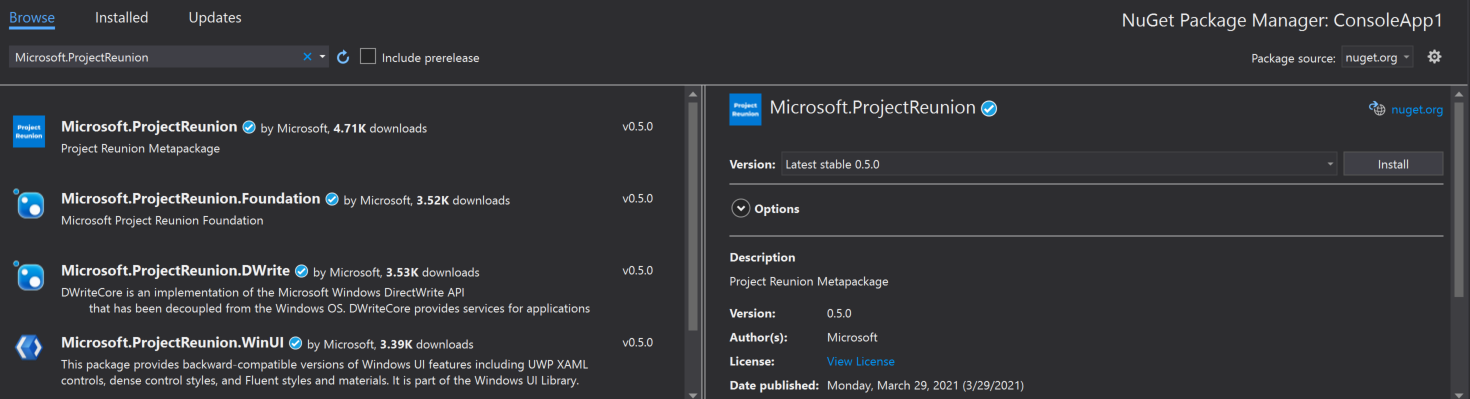 Browse Installed Updates
NuGet Package Manager: ConsoleApp1
Microsoft.ProjectReunion
Include prerelease
Package source: nuget.org
Project Reunion
Microsoft.ProjectReunion by Microsoft, 4.71K downloads v0.5.0
Project Reunion Metapackage
Microsoft.ProjectReunion.Foundation by Microsoft, 3.52K downloads v0.5.0
Microsoft Project Reunion Foundation
Microsoft.ProjectReunion.DWrite by Microsoft, 3.53K downloads v0.5.0
DWriteCore is an implementation of the Microsoft Windows DirectWrite API
that has been decoupled from the Windows OS. DWriteCore provides services for applications
Microsoft.ProjectReunion.WinUI by Microsoft, 3.39K downloads v0.5.0
This package provides backward-compatible versions of Windows UI features including UWP XAML
controls, dense control styles, and Fluent styles and materials. It is part of the Windows UI Library.
Project Reunion
Microsoft.ProjectReunion
nuget.org
Version: Latest stable 0.5.0 Install
Options
Description
Project Reunion Metapackage
Version: 0.5.0
Author(s): Microsoft
License: View License
Date published: Monday, March 29, 2021 (3/29/2021)